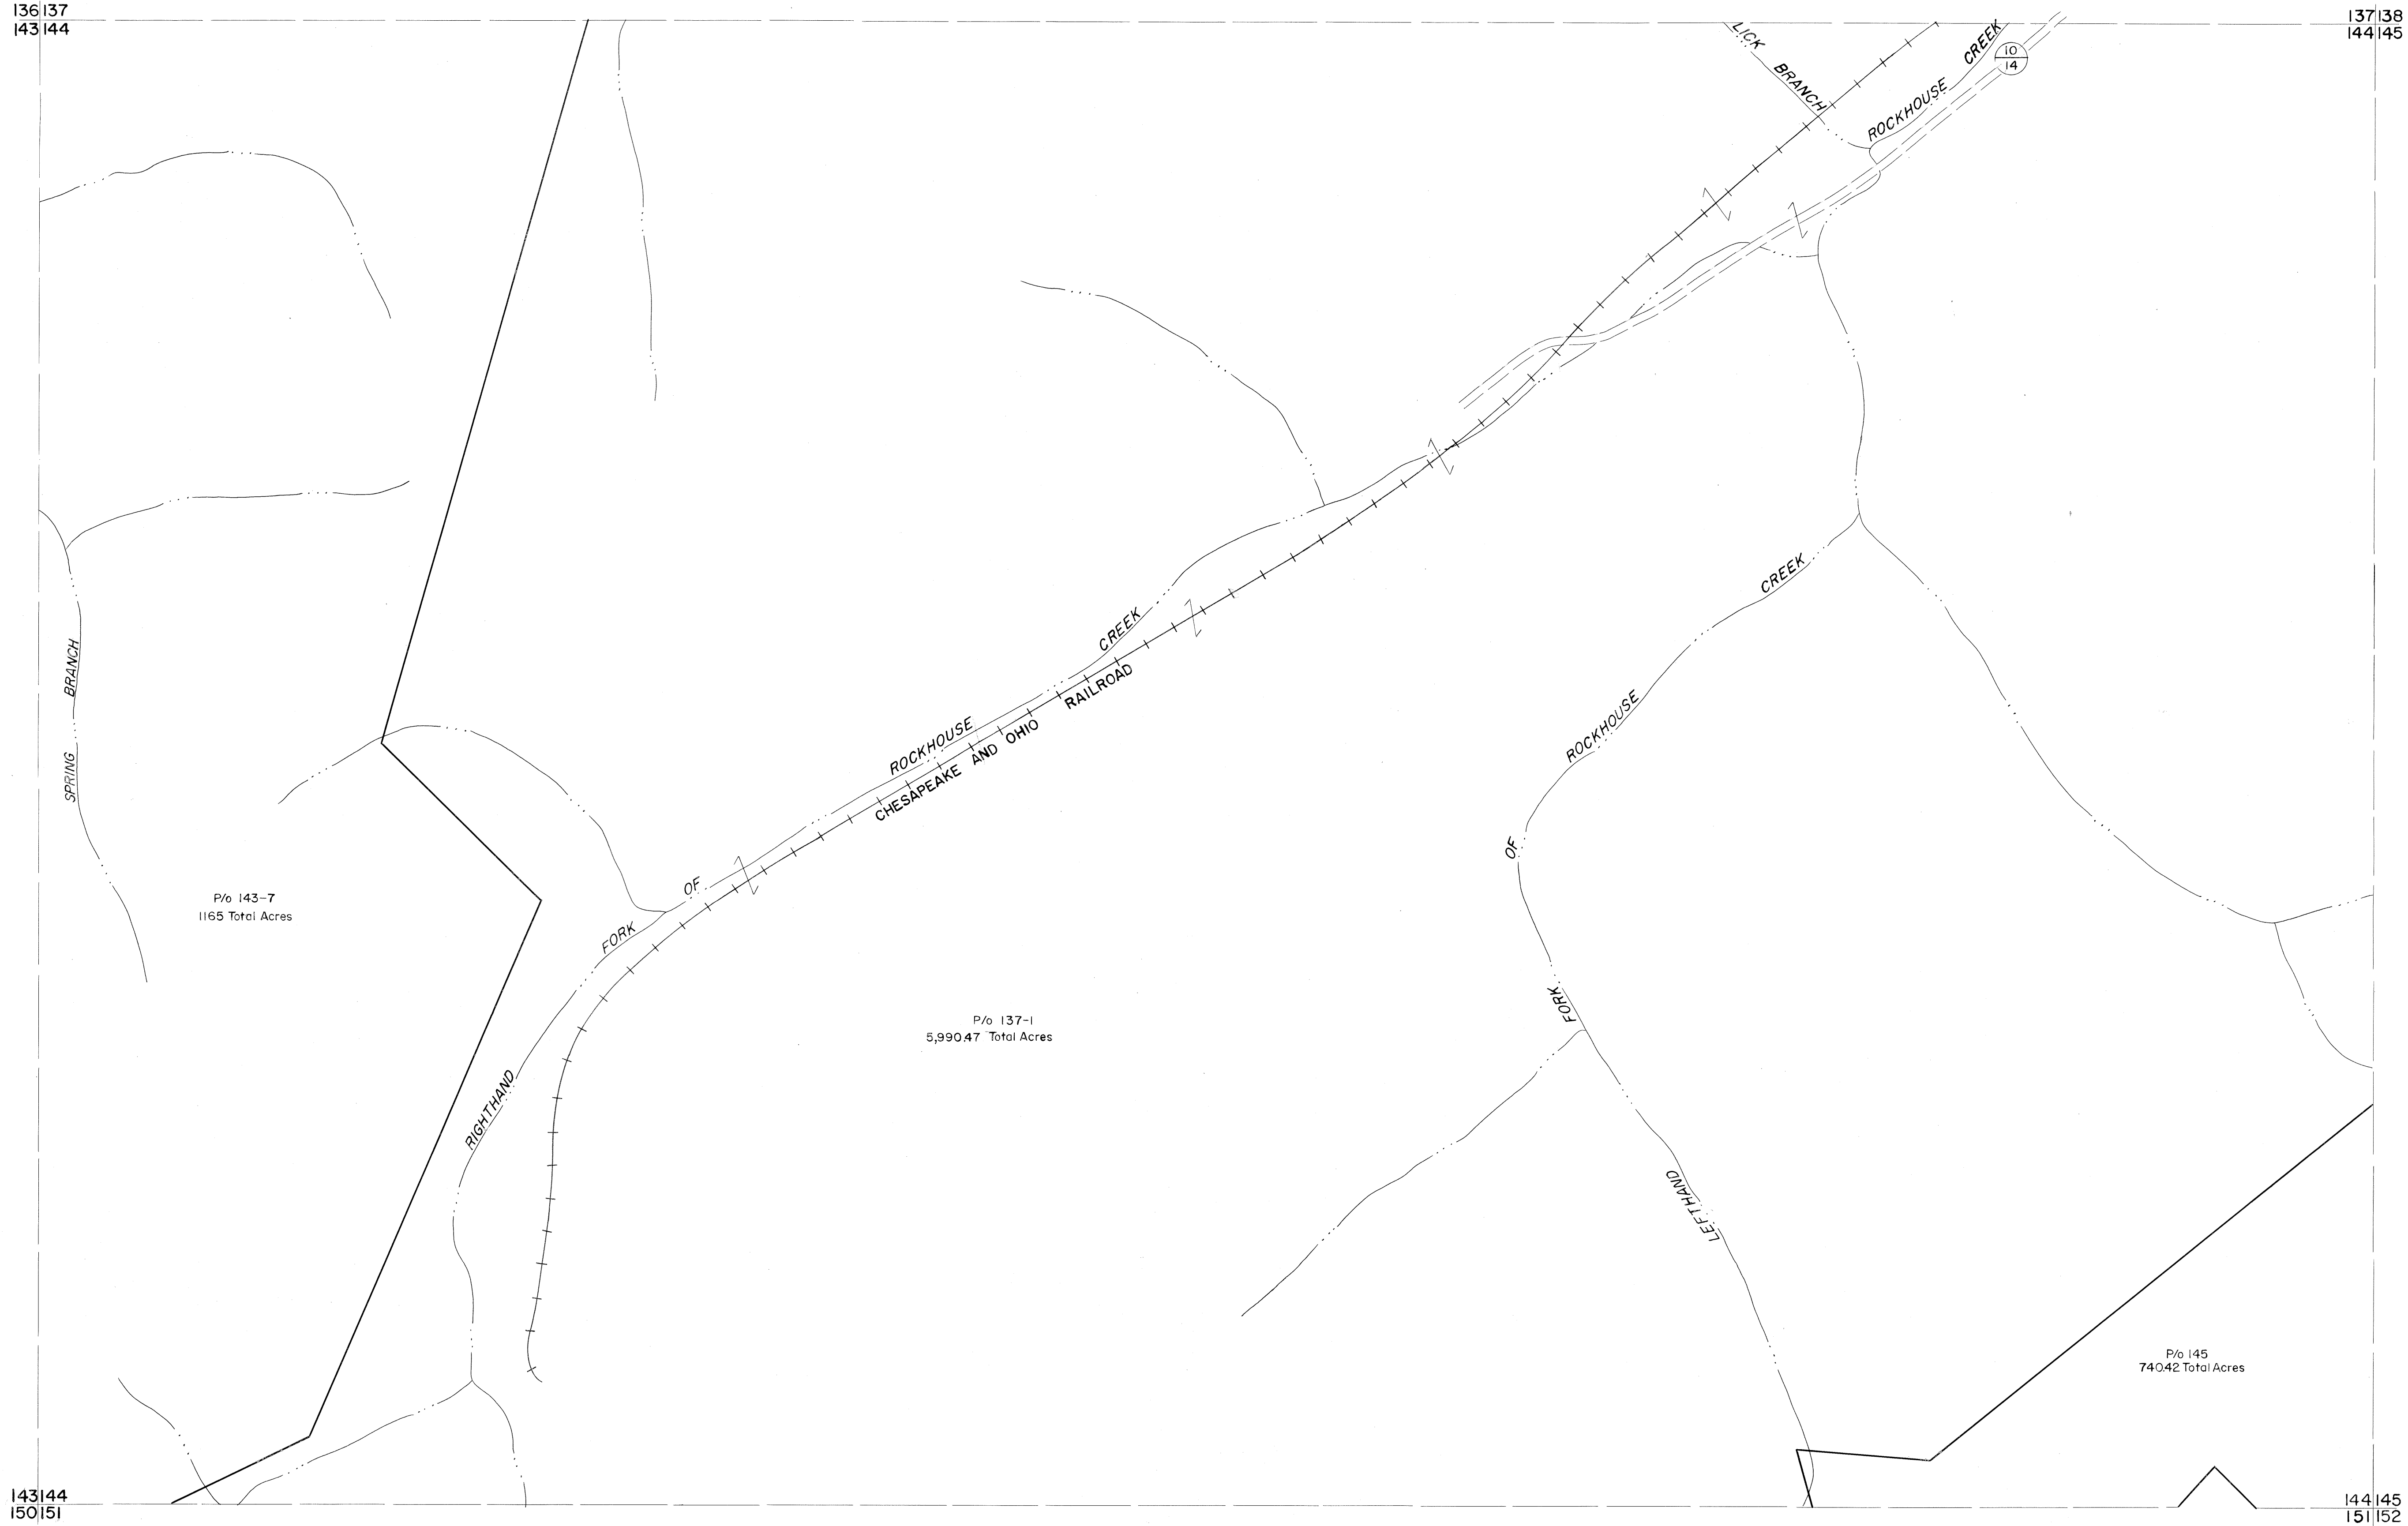 136 137
143 144
137 138
144 145
LICK BRANCH
ROCKHOUSE CREEK
10
14
SPRING BRANCH
RIGHTHAND FORK OF ROCKHOUSE CREEK
CHESAPEAKE AND OHIO RAILROAD
LEFTHAND FORK OF ROCKHOUSE CREEK
P/o 143-7
1165 Total Acres
P/o 137-1
5,990.47 Total Acres
P/o 145
740.42 Total Acres
143 144
150 151
144 145
151 152